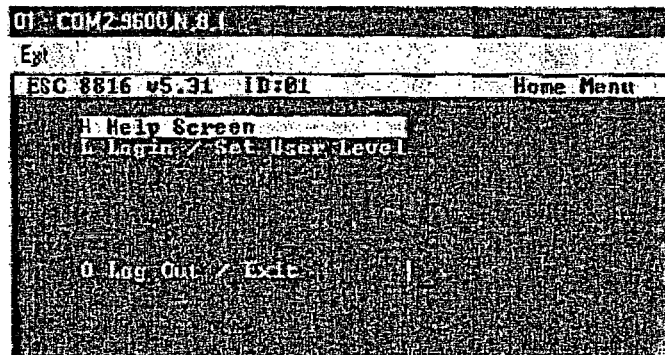 01 - COM2:9600,N,8,1
Exit
ESC 8816 v5.31 ID:01 Home Menu
H Help Screen
L Login / Set User Level
O Log Out / Exit